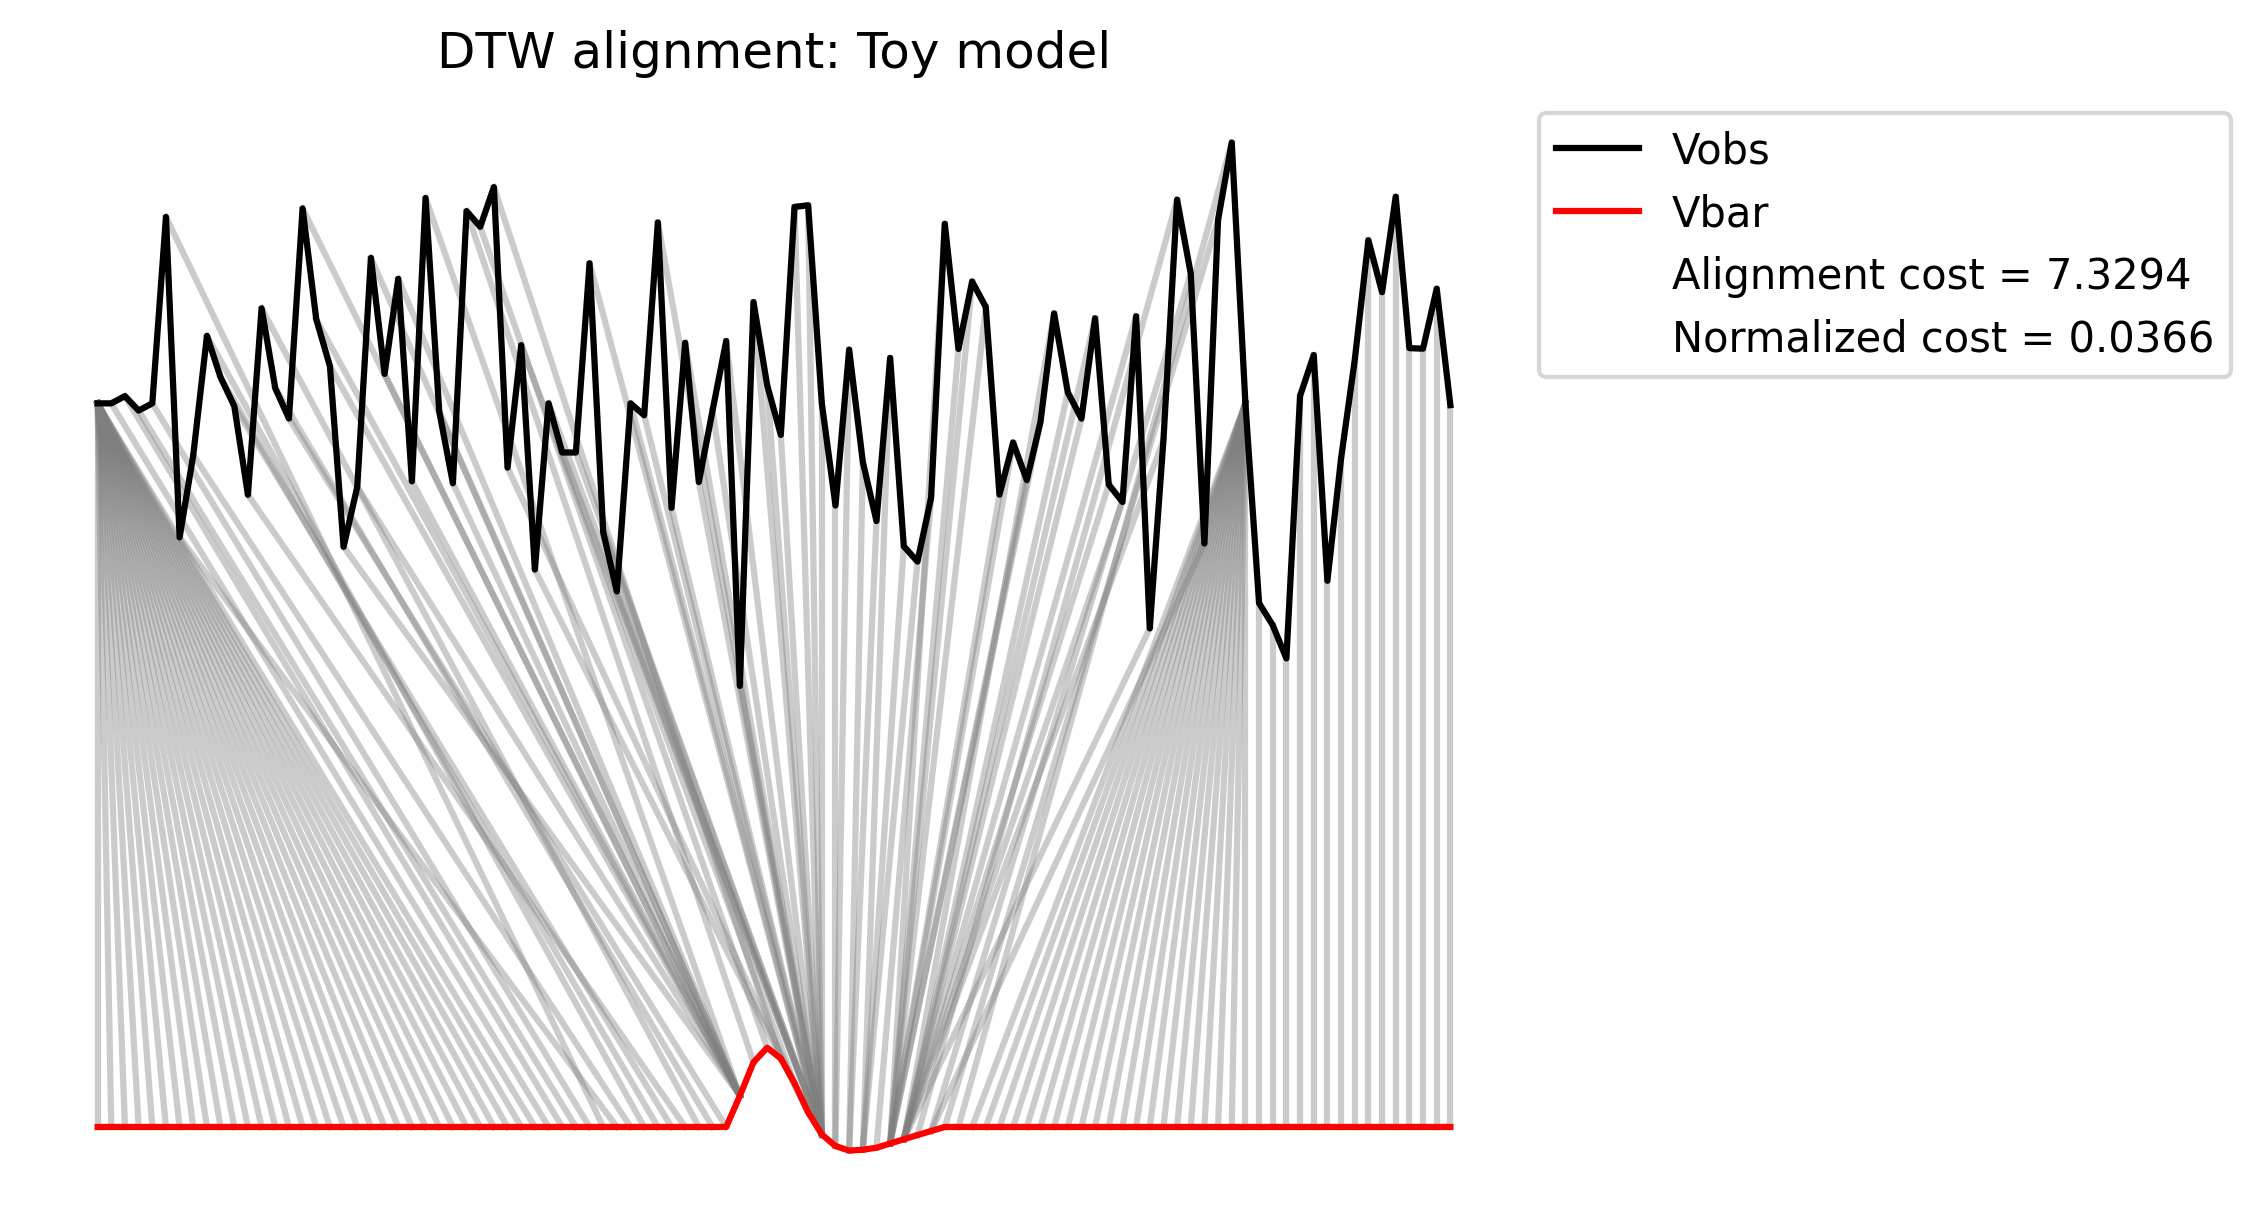 DTW alignment: Toy model
Vobs
Vbar
Alignment cost = 7.3294
Normalized cost = 0.0366